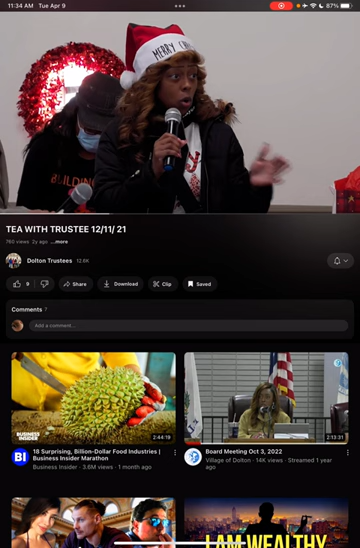 11:34 AM Tue Apr 9
87%
MERRY CHRI
BUILDING
TEA WITH TRUSTEE 12/11/ 21
760 views 2y ago ...more
Dolton Trustees 12.6K
9 Share Download Clip Saved
Comments 7
Add a comment...
BUSINESS
INSIDER
2:44:19
2:13:31
BI
18 Surprising, Billion-Dollar Food Industries |
Business Insider Marathon
Business Insider · 3.6M views · 1 month ago
Board Meeting Oct 3, 2022
Village of Dolton · 14K views · Streamed 1 year
ago
I AM WEALTHY